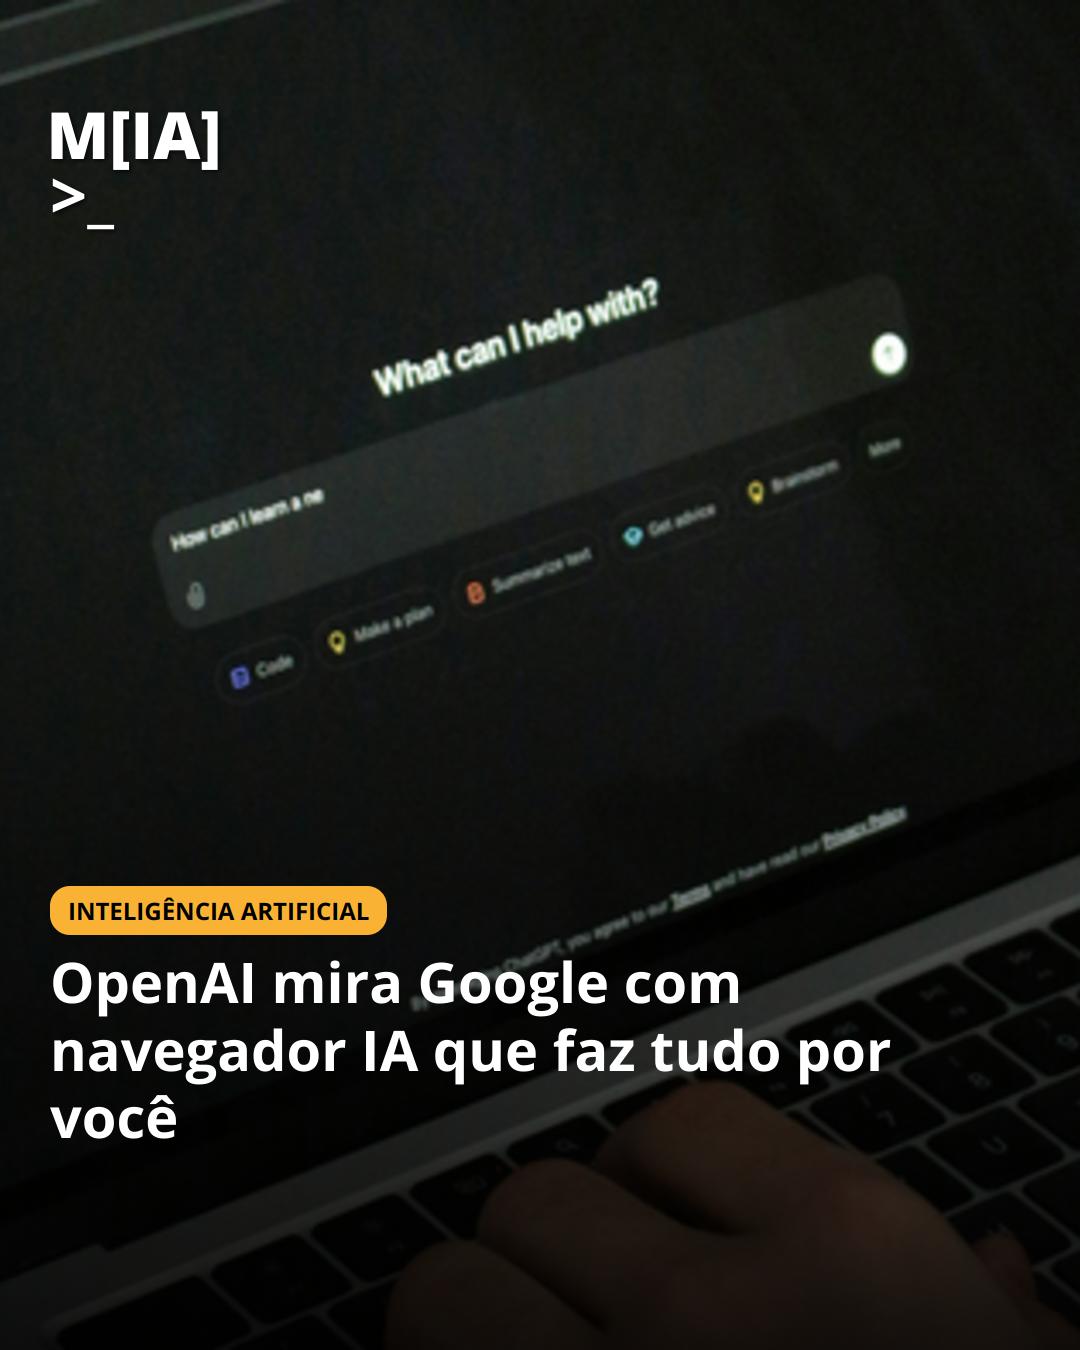 M[IA]
>_
What can I help with?
How can I learn a ne
Code
Make a plan
Summarize text
Get advice
Brainstorm
More
ChatGPT, you agree to our Terms and have read our Privacy Policy
INTELIGÊNCIA ARTIFICIAL
OpenAI mira Google com
navegador IA que faz tudo por
você